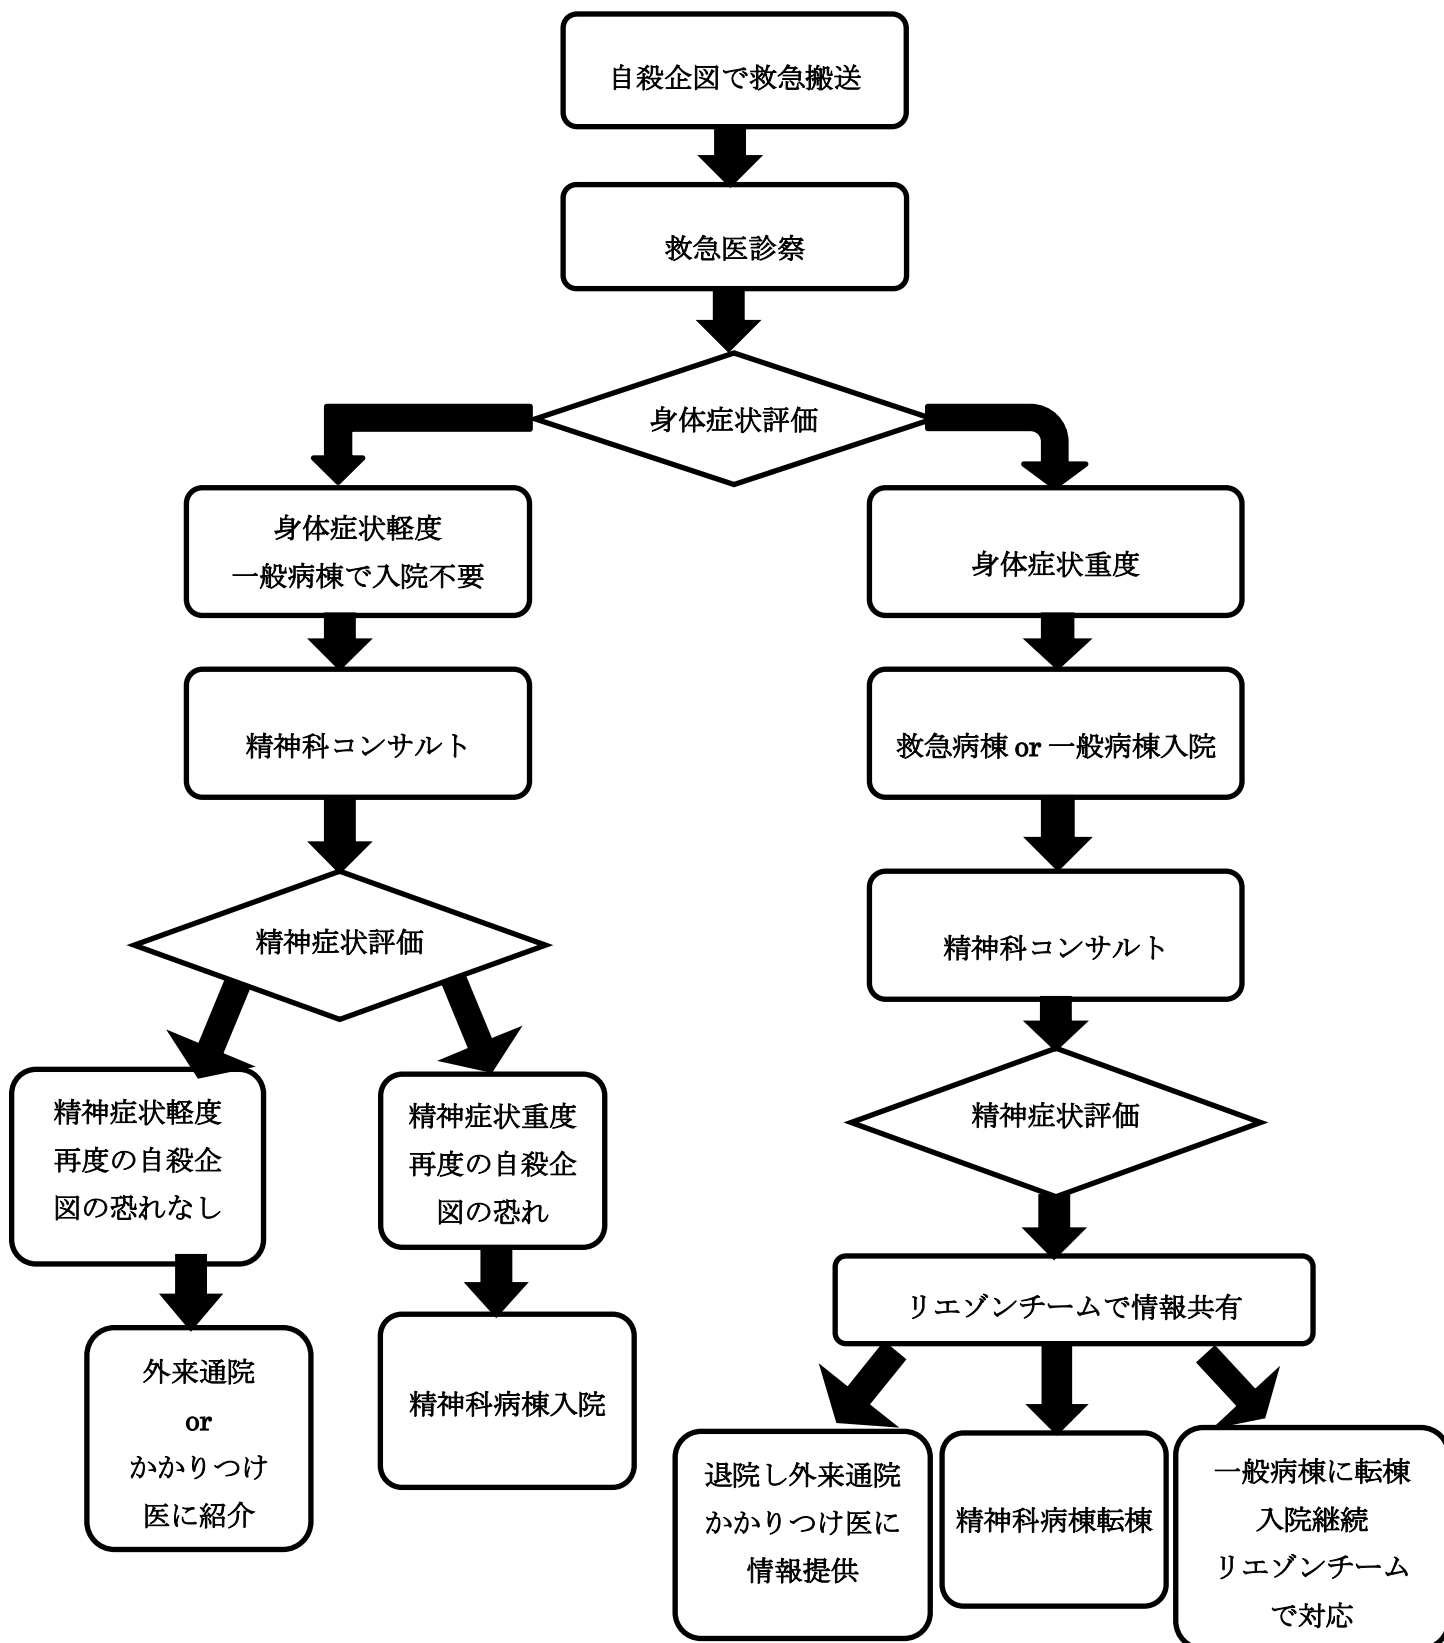 自殺企図で救急搬送
救急医診察
身体症状評価
身体症状軽度
一般病棟で入院不要
精神科コンサルト
精神症状評価
精神症状軽度
再度の自殺企
図の恐れなし
外来通院
or
かかりつけ
医に紹介
精神症状重度
再度の自殺企
図の恐れ
精神科病棟入院
身体症状重度
救急病棟 or 一般病棟入院
精神科コンサルト
精神症状評価
リエゾンチームで情報共有
退院し外来通院
かかりつけ医に
情報提供
精神科病棟転棟
一般病棟に転棟
入院継続
リエゾンチーム
で対応